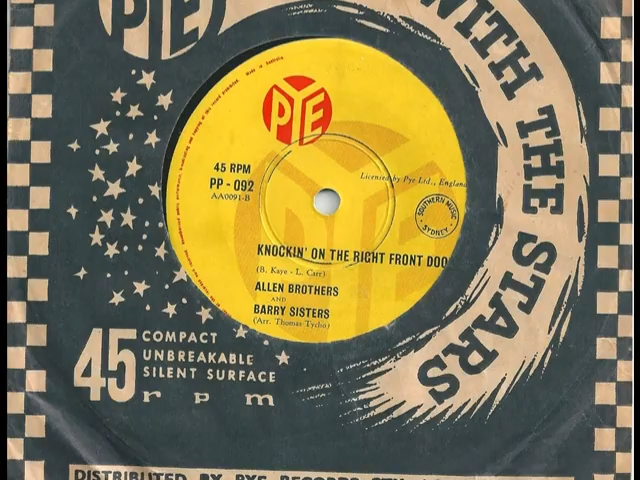 PYE
WITH THE STARS
PYE
45 RPM
PP - 092
AA0091-B
Licensed by Pye Ltd., England
SOUTHERN MUSIC
SYDNEY
KNOCKIN' ON THE RIGHT FRONT DOO
(B. Kaye - L. Carr)
ALLEN BROTHERS
AND
BARRY SISTERS
(Arr. Thomas Tycho)
45
COMPACT
UNBREAKABLE
SILENT SURFACE
rpm
DISTRIBUTED BY PYE RECORDS